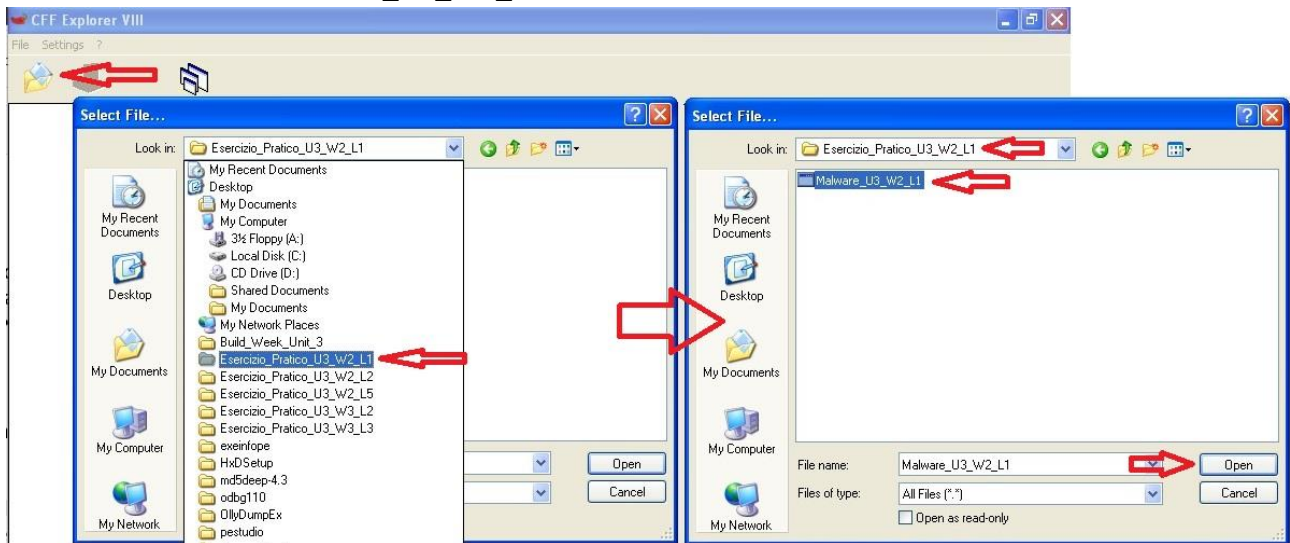 CFF Explorer VIII
File Settings ?
Select File...
Look in: Esercizio_Pratico_U3_W2_L1
My Recent Documents
Desktop
My Documents
My Computer
3½ Floppy (A:)
Local Disk (C:)
CD Drive (D:)
Shared Documents
My Documents
My Network Places
Build_Week_Unit_3
Esercizio_Pratico_U3_W2_L1
Esercizio_Pratico_U3_W2_L2
Esercizio_Pratico_U3_W2_L5
Esercizio_Pratico_U3_W3_L2
Esercizio_Pratico_U3_W3_L3
exeinfope
HxDSetup
md5deep-4.3
odbg110
OllyDumpEx
pestudio
My Recent
Documents
Desktop
My Documents
My Computer
My Network
Open
Cancel
Select File...
Look in: Esercizio_Pratico_U3_W2_L1
Malware_U3_W2_L1
My Recent
Documents
Desktop
My Documents
My Computer
My Network
File name: Malware_U3_W2_L1 Open
Files of type: All Files (*.*) Cancel
Open as read-only